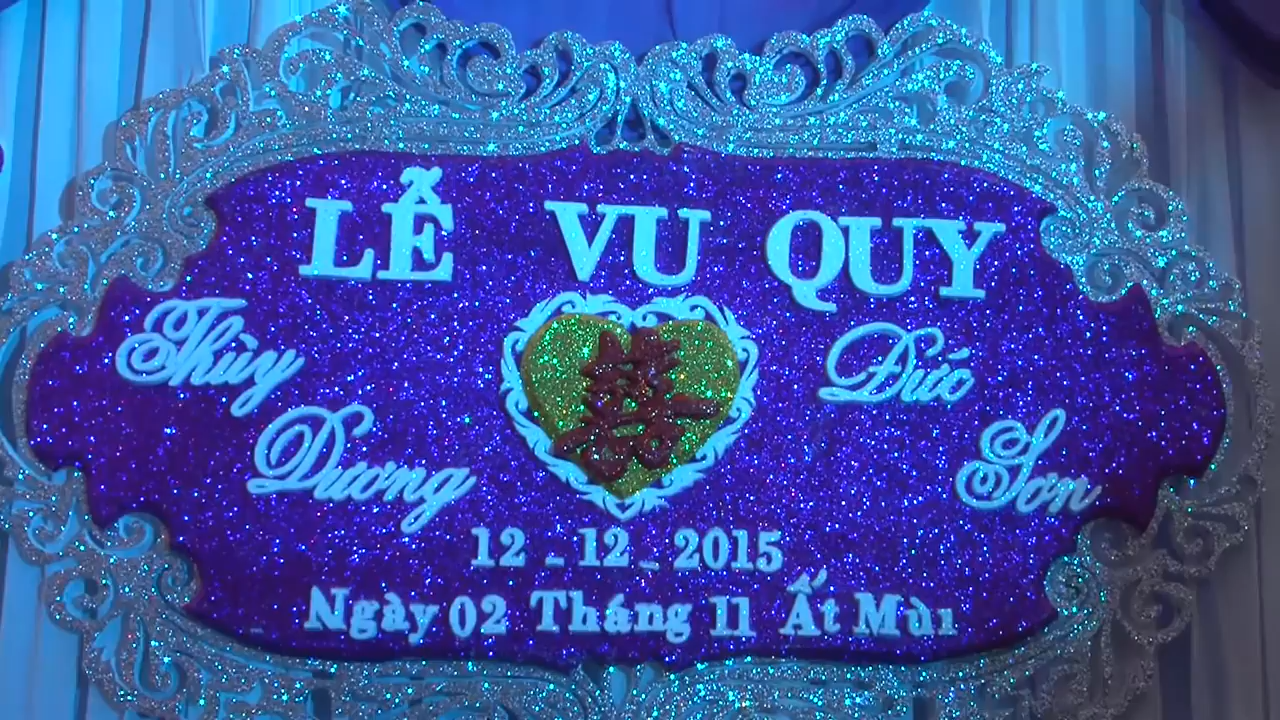 LỄ VU QUY
Thùy Đức
Dương Sơn
囍
12 - 12 - 2015
Ngày 02 Tháng 11 Ất Mùi